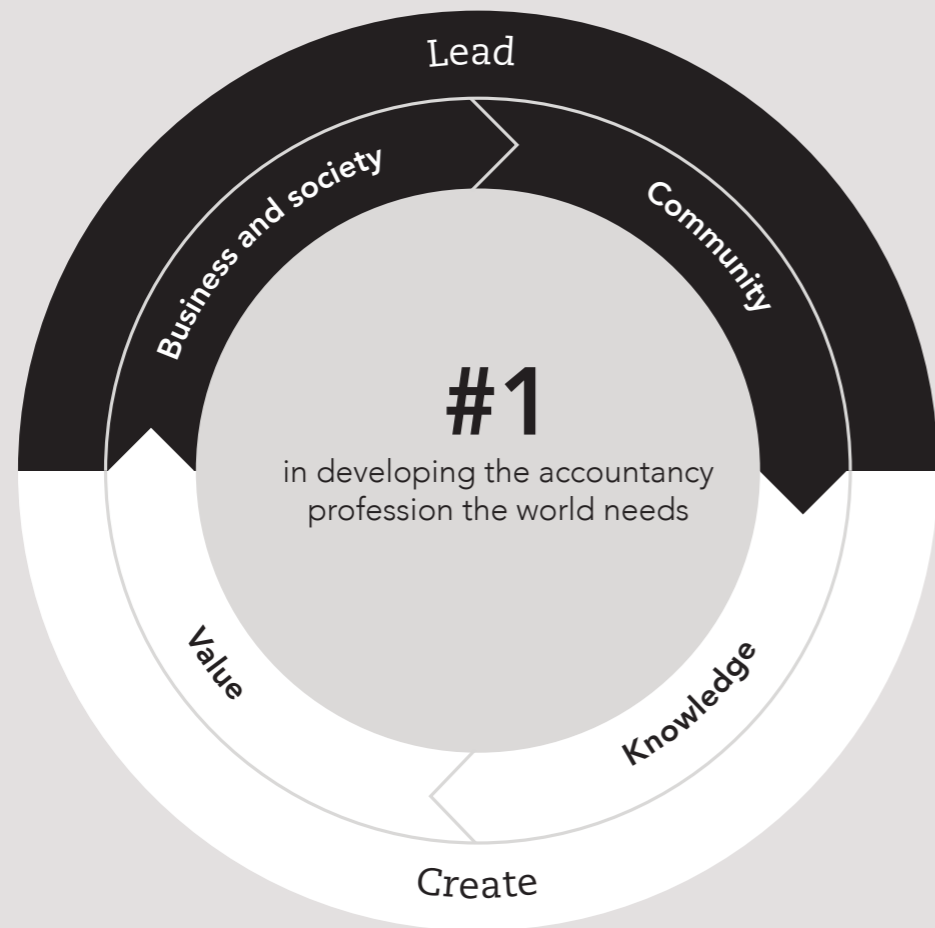 Lead
Business and society
Community
#1
in developing the accountancy
profession the world needs
Value
Knowledge
Create